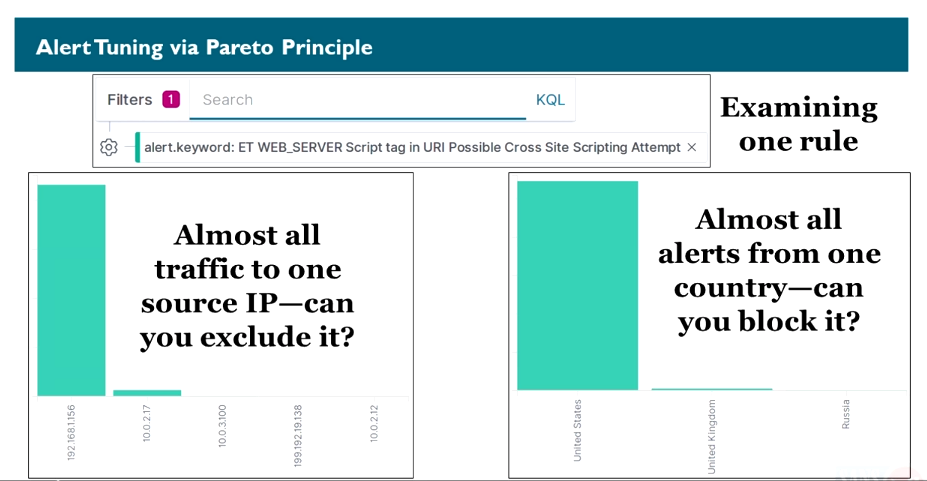 Alert Tuning via Pareto Principle
Filters 1 Search KQL
alert.keyword: ET WEB_SERVER Script tag in URI Possible Cross Site Scripting Attempt ×
Examining
one rule
Almost all
traffic to one
source IP—can
you exclude it?
192.168.1.156
10.0.2.17
10.0.3.100
199.192.19.138
10.0.2.12
Almost all
alerts from one
country—can
you block it?
United States
United Kingdom
Russia